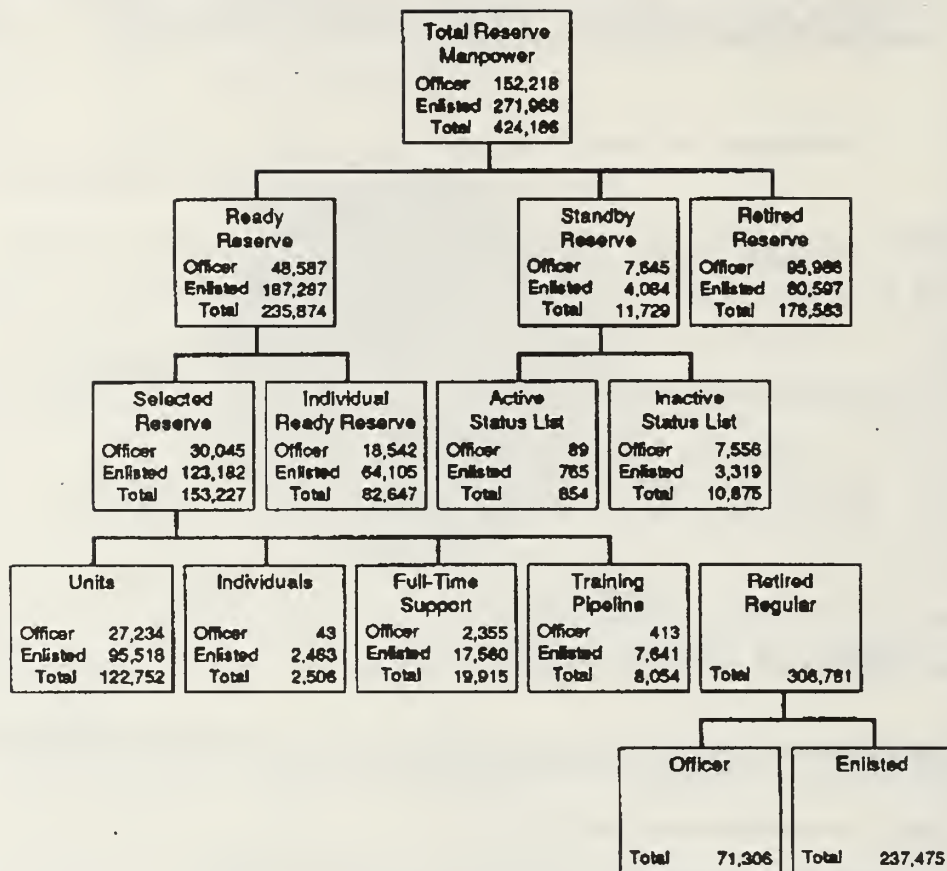 Total Reserve
Manpower
Officer 152,218
Enlisted 271,968
Total 424,186
Ready
Reserve
Officer 48,587
Enlisted 187,287
Total 235,874
Standby
Reserve
Officer 7,645
Enlisted 4,084
Total 11,729
Retired
Reserve
Officer 95,986
Enlisted 80,597
Total 176,583
Selected
Reserve
Officer 30,045
Enlisted 123,182
Total 153,227
Individual
Ready Reserve
Officer 18,542
Enlisted 64,105
Total 82,647
Active
Status List
Officer 89
Enlisted 765
Total 854
Inactive
Status List
Officer 7,556
Enlisted 3,319
Total 10,875
Units
Officer 27,234
Enlisted 95,518
Total 122,752
Individuals
Officer 43
Enlisted 2,463
Total 2,506
Full-Time
Support
Officer 2,355
Enlisted 17,560
Total 19,915
Training
Pipeline
Officer 413
Enlisted 7,641
Total 8,054
Retired
Regular
Total 308,781
Officer
Total 71,306
Enlisted
Total 237,475